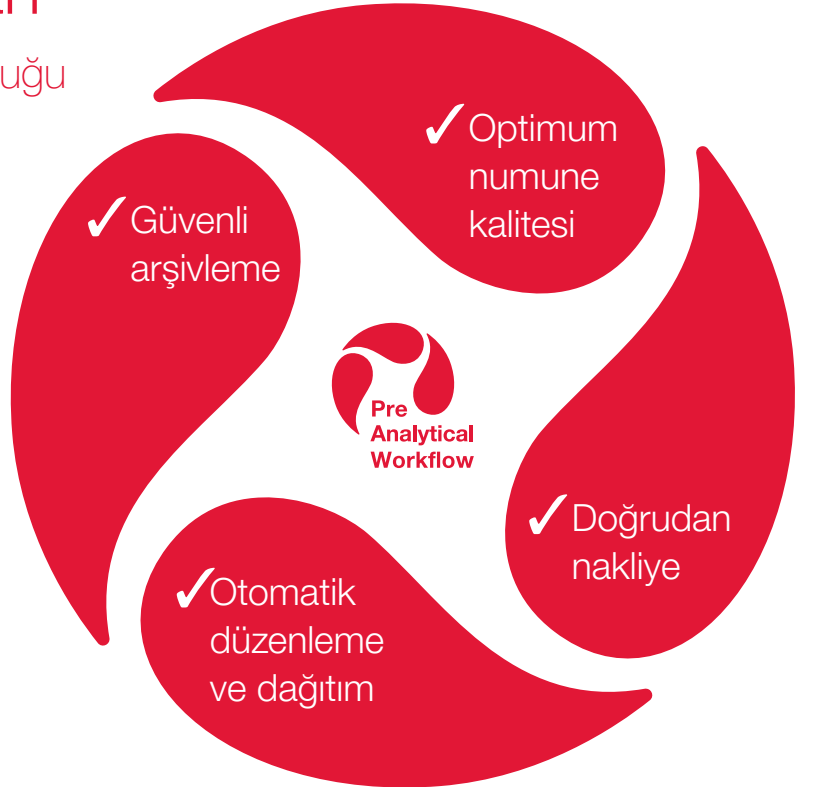 uğu
✓ Optimum
numune
kalitesi
✓ Güvenli
arşivleme
Pre
Analytical
Workflow
✓ Doğrudan
nakliye
✓ Otomatik
düzenleme
ve dağıtım